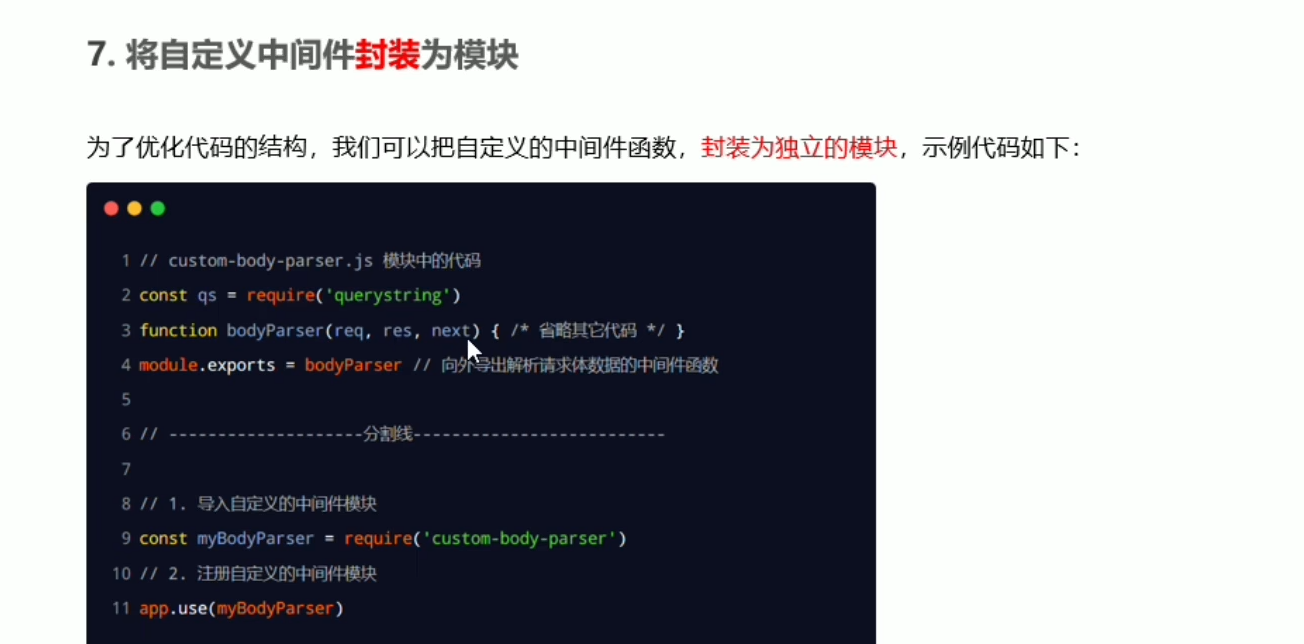 7. 将自定义中间件封装为模块
为了优化代码的结构，我们可以把自定义的中间件函数，封装为独立的模块，示例代码如下：
1 // custom-body-parser.js 模块中的代码
2 const qs = require('querystring')
3 function bodyParser(req, res, next) { /* 省略其它代码 */ }
4 module.exports = bodyParser // 向外导出解析请求体数据的中间件函数
5
6 // --------------------分割线--------------------------
7
8 // 1. 导入自定义的中间件模块
9 const myBodyParser = require('custom-body-parser')
10 // 2. 注册自定义的中间件模块
11 app.use(myBodyParser)